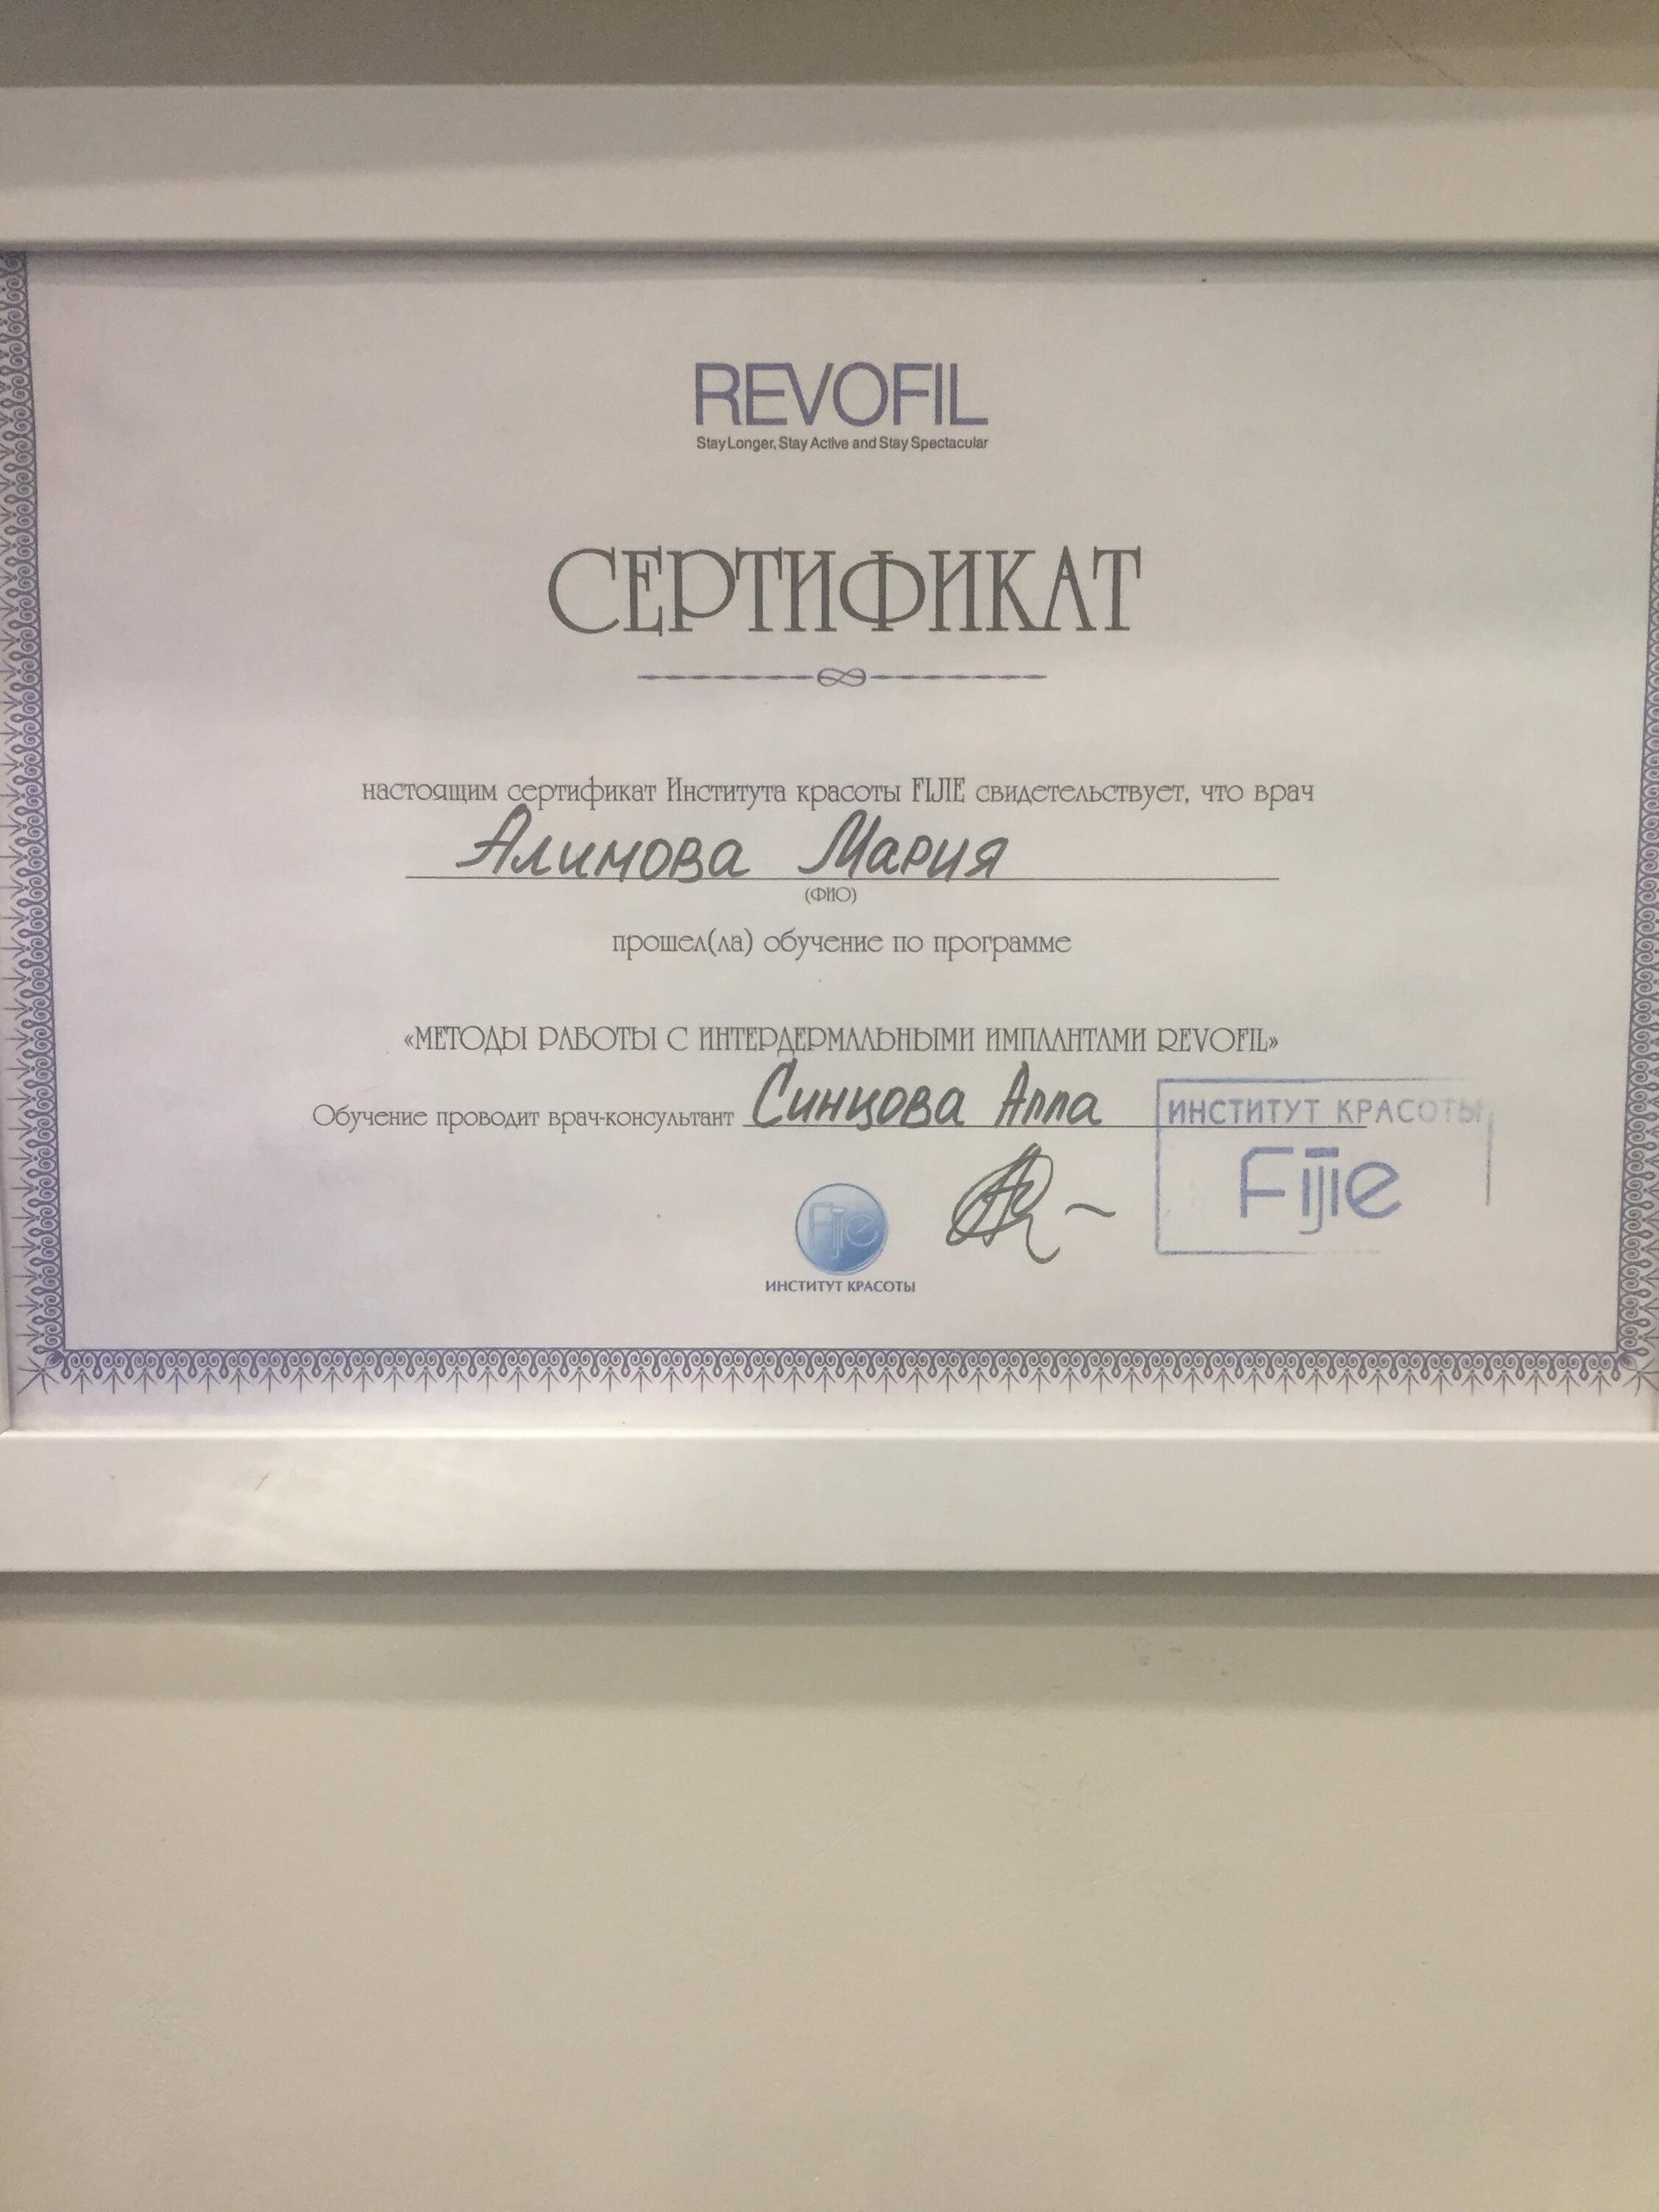 REVOFIL
Stay Longer, Stay Active and Stay Spectacular
СЕРТИФИКАТ
настоящим сертификат Института красоты FIJIE свидетельствует, что врач
Алимова Мария
(ФИО)
прошел(ла) обучение по программе
«МЕТОДЫ РАБОТЫ С ИНТЕРДЕРМАЛЬНЫМИ ИМПЛАНТАМИ REVOFIL»
Обучение проводит врач-консультант Синцова Алла
ИНСТИТУТ КРАСОТЫ
Fijie
Fijie
ИНСТИТУТ КРАСОТЫ